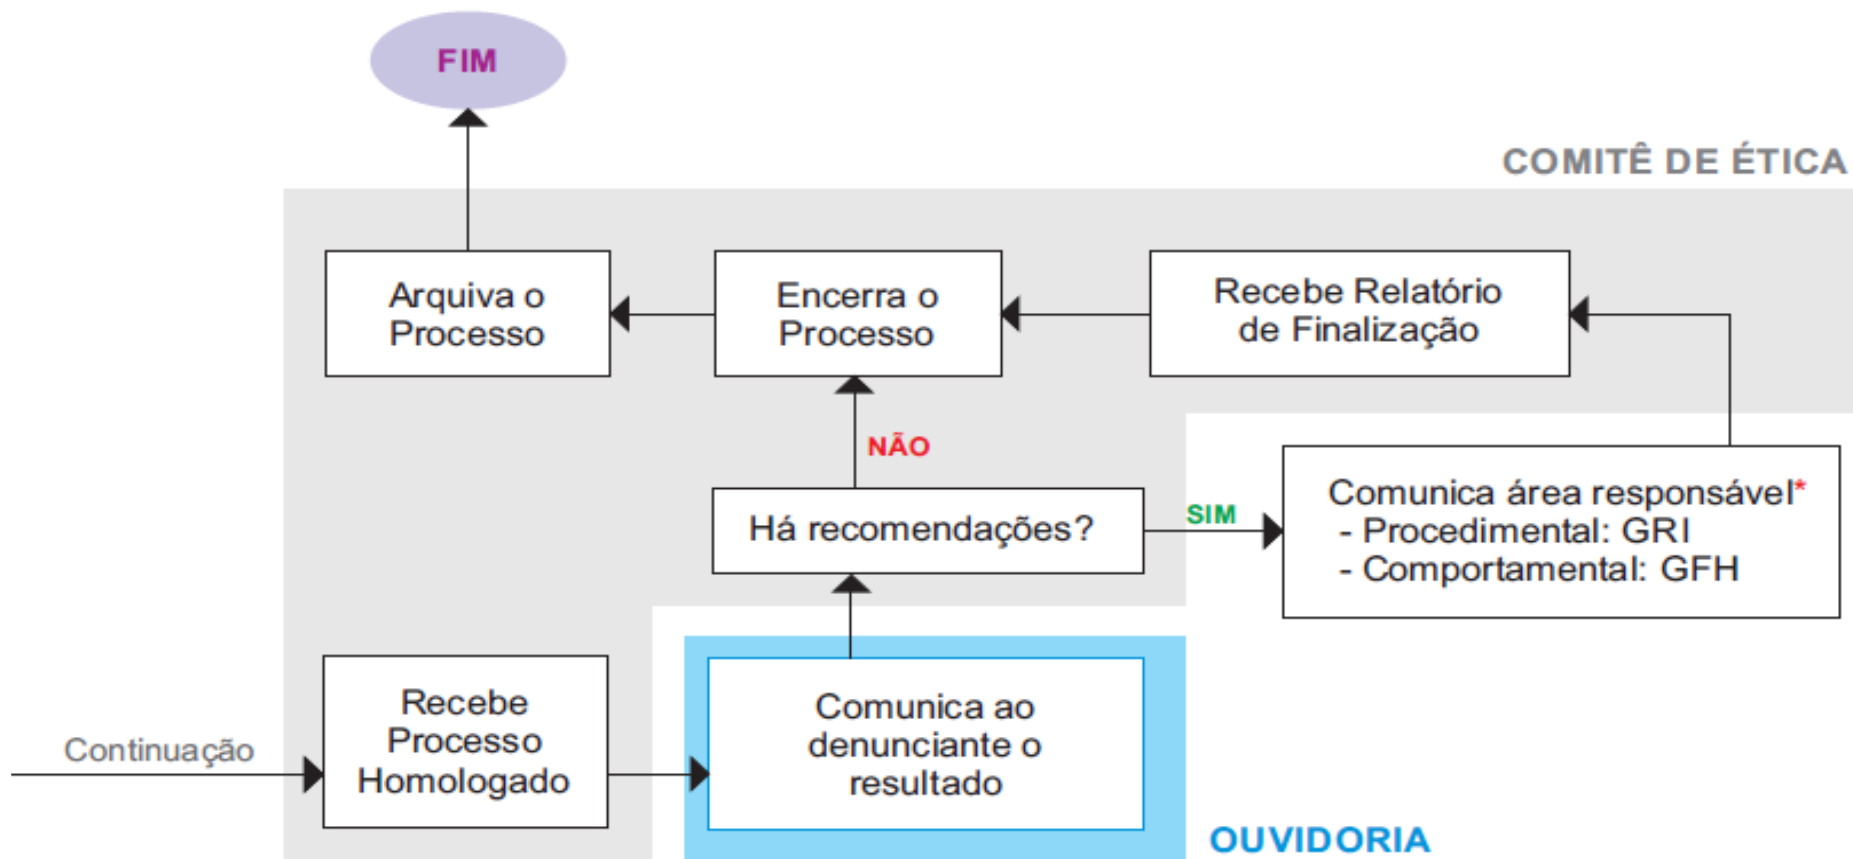 FIM
COMITÊ DE ÉTICA
Arquiva o
Processo
Encerra o
Processo
Recebe Relatório
de Finalização
NÃO
Há recomendações?
SIM
Comunica área responsável*
- Procedimental: GRI
- Comportamental: GFH
Continuação
Recebe
Processo
Homologado
Comunica ao
denunciante o
resultado
OUVIDORIA